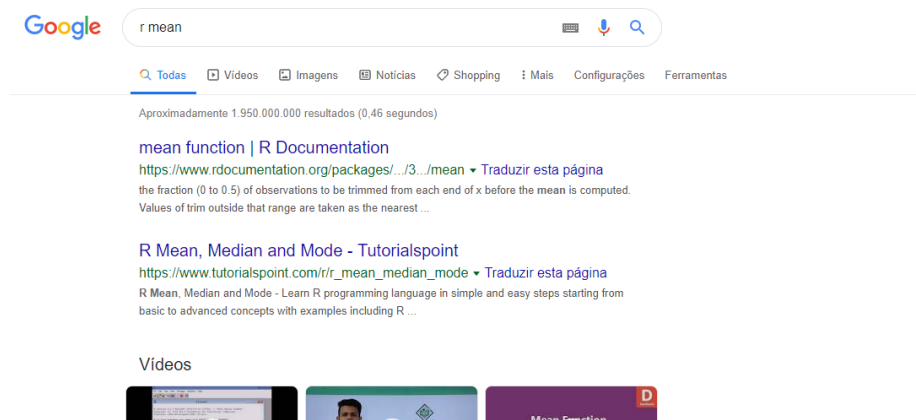 Google
r mean
Todas Vídeos Imagens Notícias Shopping Mais Configurações Ferramentas
Aproximadamente 1.950.000.000 resultados (0,46 segundos)
mean function | R Documentation
https://www.rdocumentation.org/packages/.../3.../mean Traduzir esta página
the fraction (0 to 0.5) of observations to be trimmed from each end of x before the mean is computed.
Values of trim outside that range are taken as the nearest ...
R Mean, Median and Mode - Tutorialspoint
https://www.tutorialspoint.com/r/r_mean_median_mode Traduzir esta página
R Mean, Median and Mode - Learn R programming language in simple and easy steps starting from
basic to advanced concepts with examples including R ...
Vídeos
Mean Function